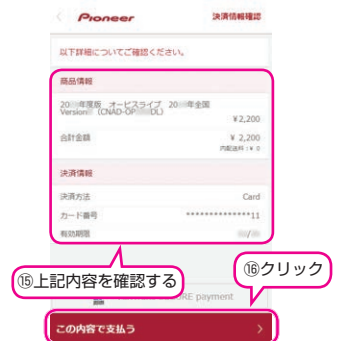 Pioneer 決済情報確認
以下詳細についてご確認ください。
商品情報
20 年度版 オービスライブ 20 年全国
Version (CNAD-OP DL)
¥2,200
合計金額 ¥ 2,200
内配送料:¥ 0
決済情報
決済方法 Card
カード番号 **************11
有効期限 /
⑮上記内容を確認する
⑯クリック
payment
この内容で支払う